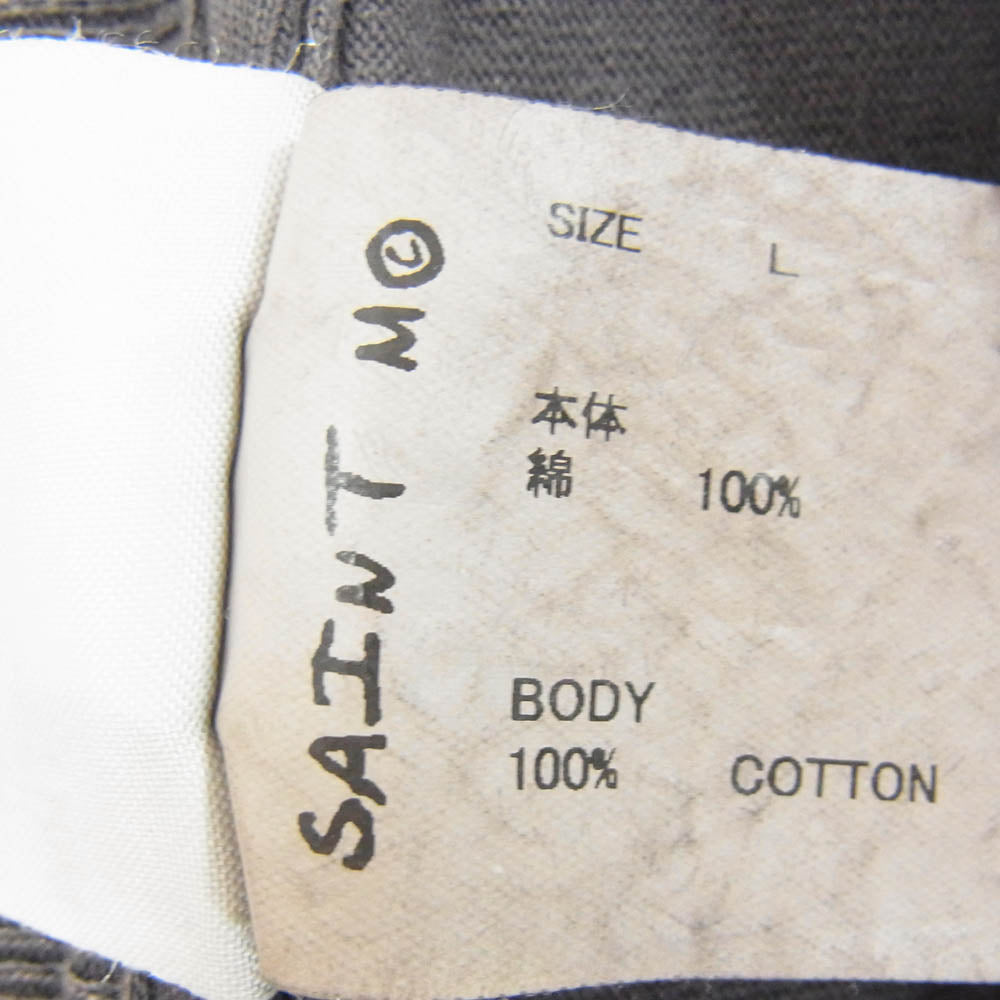 SAINT M©
SIZE L
本体
綿 100%
BODY
100% COTTON